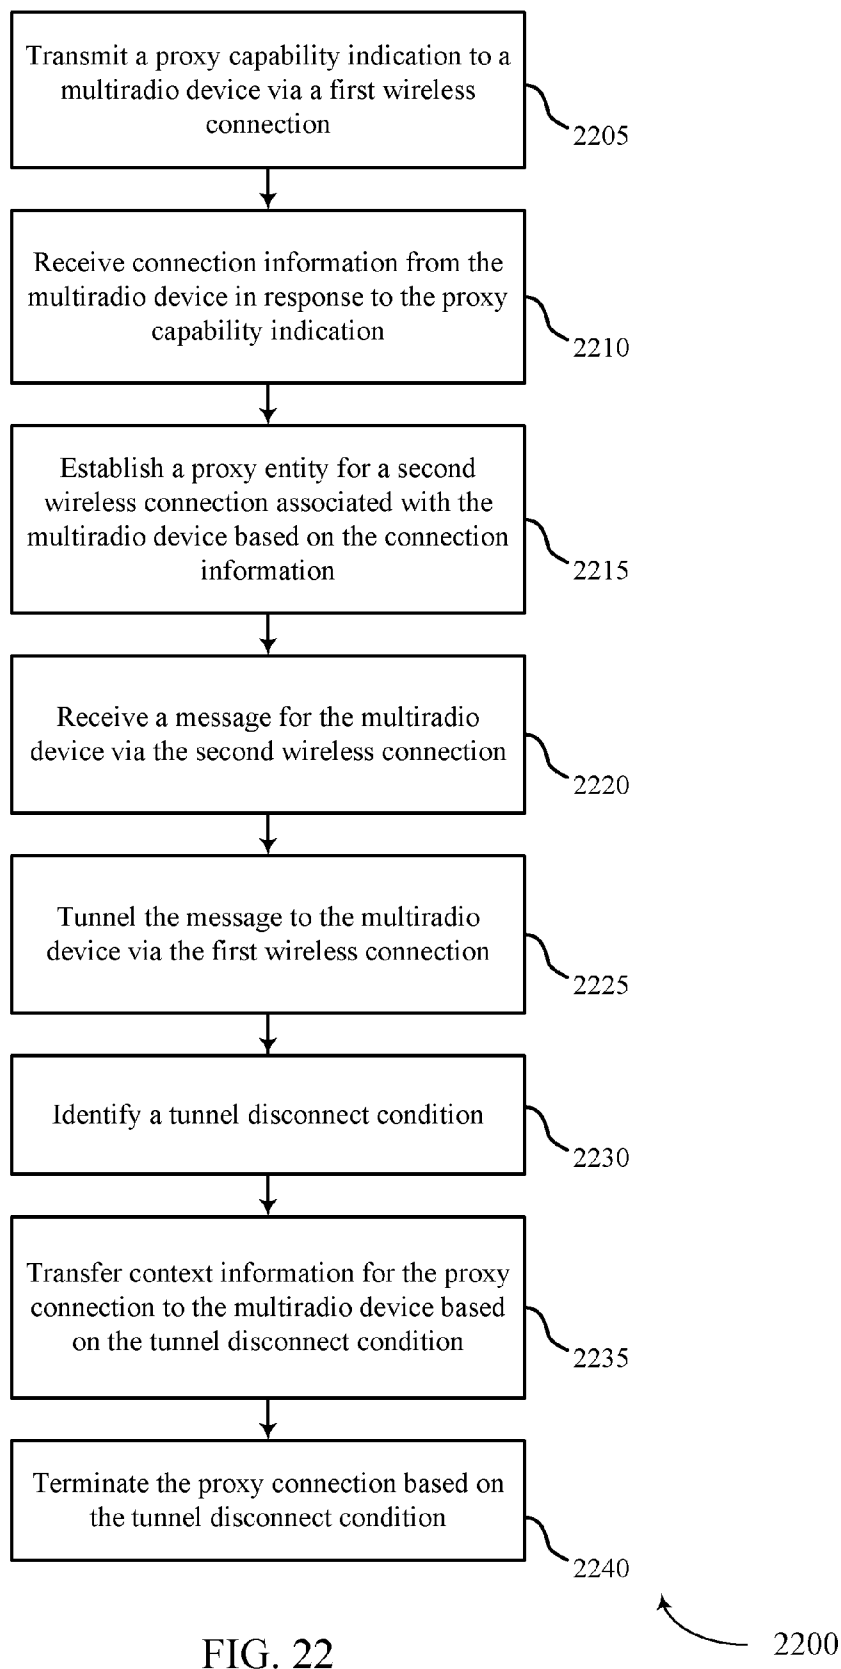 Transmit a proxy capability indication to a
multiradio device via a first wireless
connection
2205
Receive connection information from the
multiradio device in response to the proxy
capability indication
2210
Establish a proxy entity for a second
wireless connection associated with the
multiradio device based on the connection
information
2215
Receive a message for the multiradio
device via the second wireless connection
2220
Tunnel the message to the multiradio
device via the first wireless connection
2225
Identify a tunnel disconnect condition
2230
Transfer context information for the proxy
connection to the multiradio device based
on the tunnel disconnect condition
2235
Terminate the proxy connection based on
the tunnel disconnect condition
2240
2200
FIG. 22